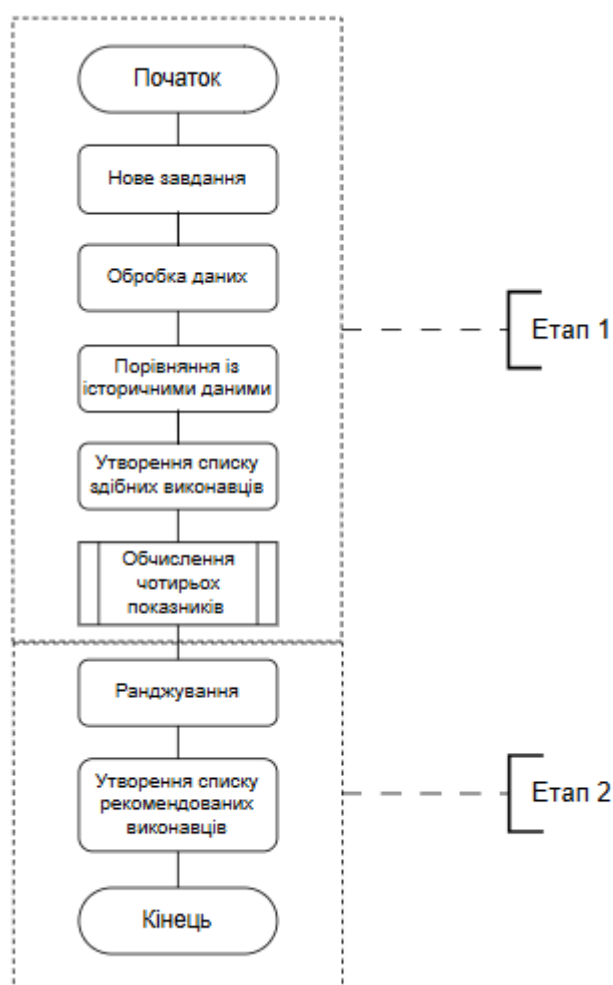 Початок
Нове завдання
Обробка даних
Порівняння із
історичними даними
Утворення списку
здібних виконавців
Обчислення
чотирьох
показників
Етап 1
Ранджування
Утворення списку
рекомендованих
виконавців
Кінець
Етап 2